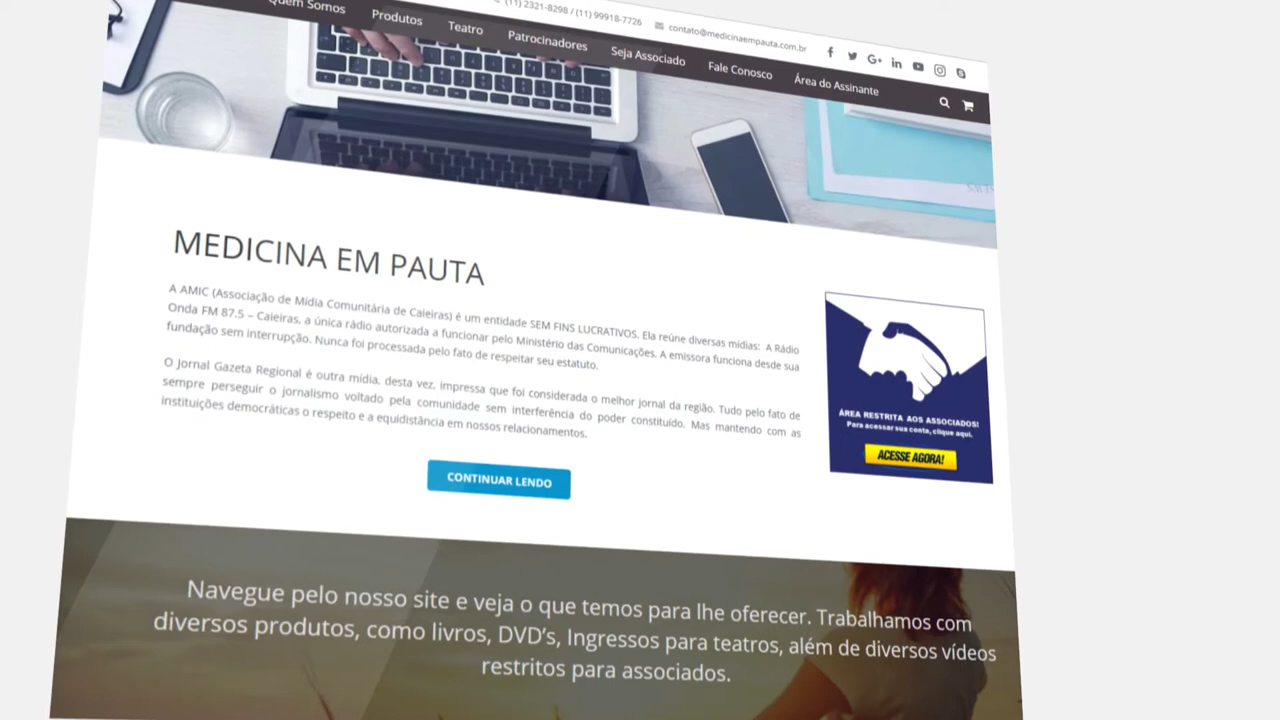 (11) 2321-8298 / (11) 99918-7726
contato@medicinaempauta.com.br
Quem Somos
Produtos
Teatro
Patrocinadores
Seja Associado
Fale Conosco
Área do Assinante
MEDICINA EM PAUTA
A AMIC (Associação de Mídia Comunitária de Caieiras) é um entidade SEM FINS LUCRATIVOS. Ela reúne diversas mídias: A Rádio
Onda FM 87.5 – Caieiras, a única rádio autorizada a funcionar pelo Ministério das Comunicações. A emissora funciona desde sua
fundação sem interrupção. Nunca foi processada pelo fato de respeitar seu estatuto.
O Jornal Gazeta Regional é outra mídia, desta vez, impressa que foi considerada o melhor jornal da região. Tudo pelo fato de
sempre perseguir o jornalismo voltado pela comunidade sem interferência do poder constituído. Mas mantendo com as
instituições democráticas o respeito e a equidistância em nossos relacionamentos.
CONTINUAR LENDO
ÁREA RESTRITA AOS ASSOCIADOS!
Para acessar sua conta, clique aqui.
ACESSE AGORA!
Navegue pelo nosso site e veja o que temos para lhe oferecer. Trabalhamos com
diversos produtos, como livros, DVD's, Ingressos para teatros, além de diversos vídeos
restritos para associados.